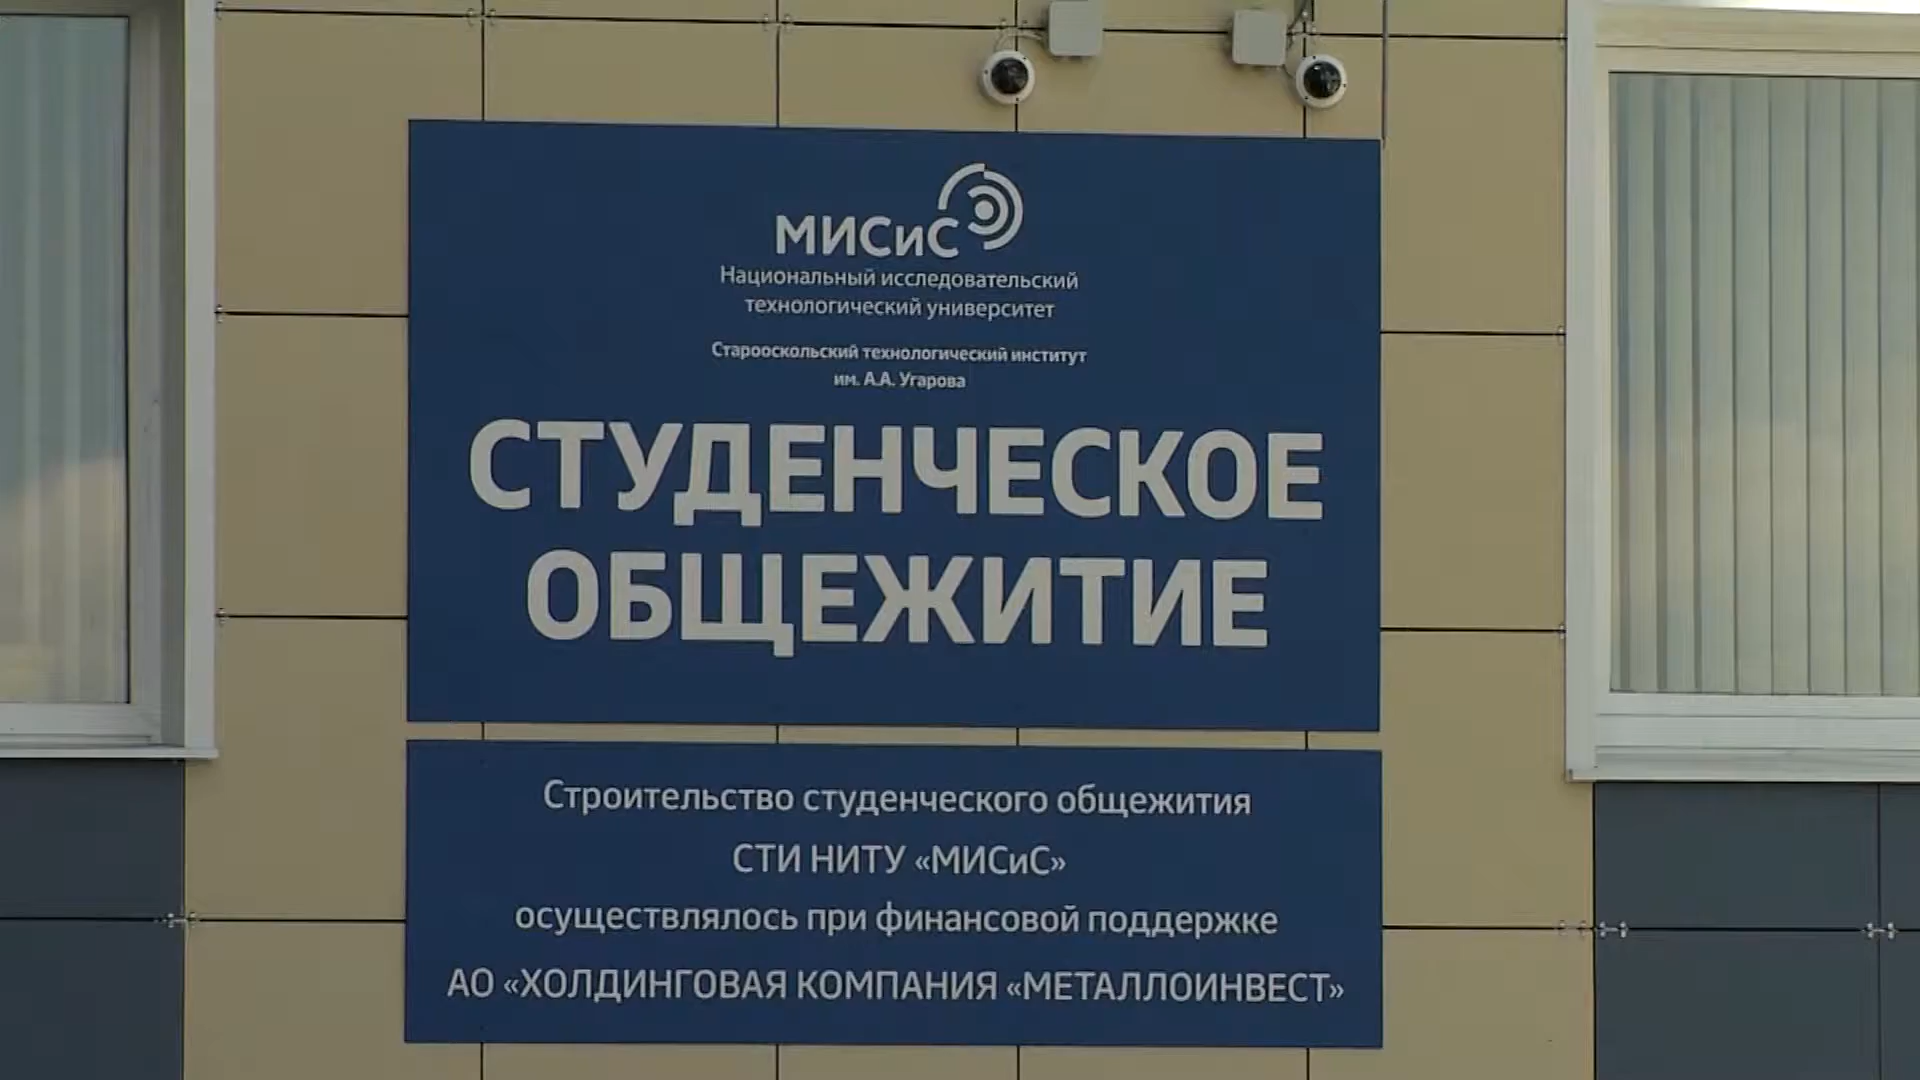 МИСиС
Национальный исследовательский
технологический университет
Старооскольский технологический институт
им. А.А. Угарова
СТУДЕНЧЕСКОЕ
ОБЩЕЖИТИЕ
Строительство студенческого общежития
СТИ НИТУ «МИСиС»
осуществлялось при финансовой поддержке
АО «ХОЛДИНГОВАЯ КОМПАНИЯ «МЕТАЛЛОИНВЕСТ»